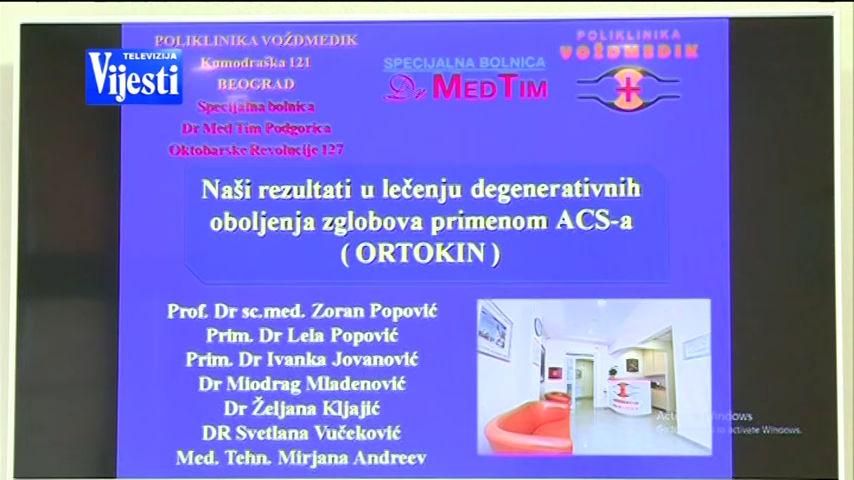 TELEVIZIJA
Vijesti
POLIKLINIKA VOŽDMEDIK
Kumodraška 121
BEOGRAD
Specijalna bolnica
Dr Med Tim Podgorica
Oktobarske Revolucije 127
SPECIJALNA BOLNICA
Dr MEDTIM
POLIKLINIKA
VOŽDMEDIK
Naši rezultati u lečenju degenerativnih
oboljenja zglobova primenom ACS-a
( ORTOKIN )
Prof. Dr sc.med. Zoran Popović
Prim. Dr Lela Popović
Prim. Dr Ivanka Jovanović
Dr Miodrag Mladenović
Dr Željana Kljajić
DR Svetlana Vučeković
Med. Tehn. Mirjana Andreev
Windows
to activate Windows.